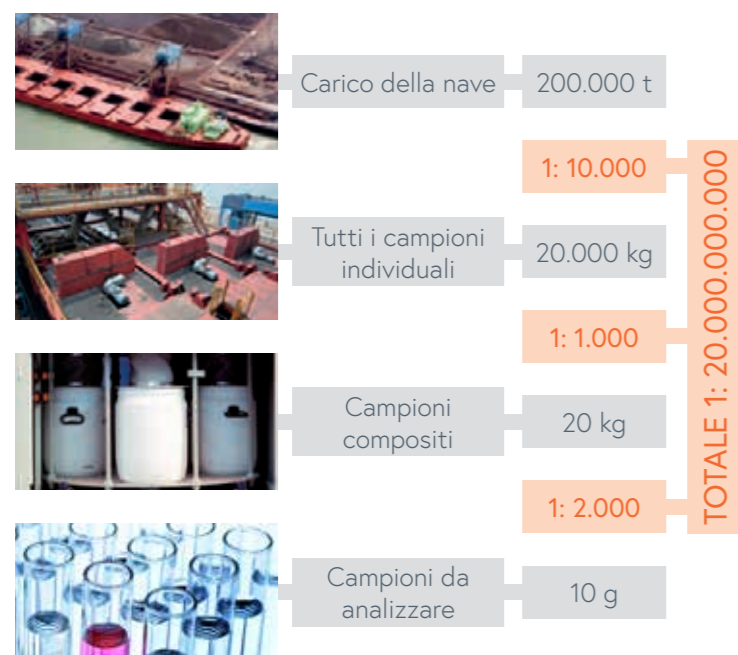 Carico della nave
200.000 t
1: 10.000
Tutti i campioni
individuali
20.000 kg
1: 1.000
Campioni
compositi
20 kg
1: 2.000
Campioni da
analizzare
10 g
TOTALE 1: 20.000.000.000